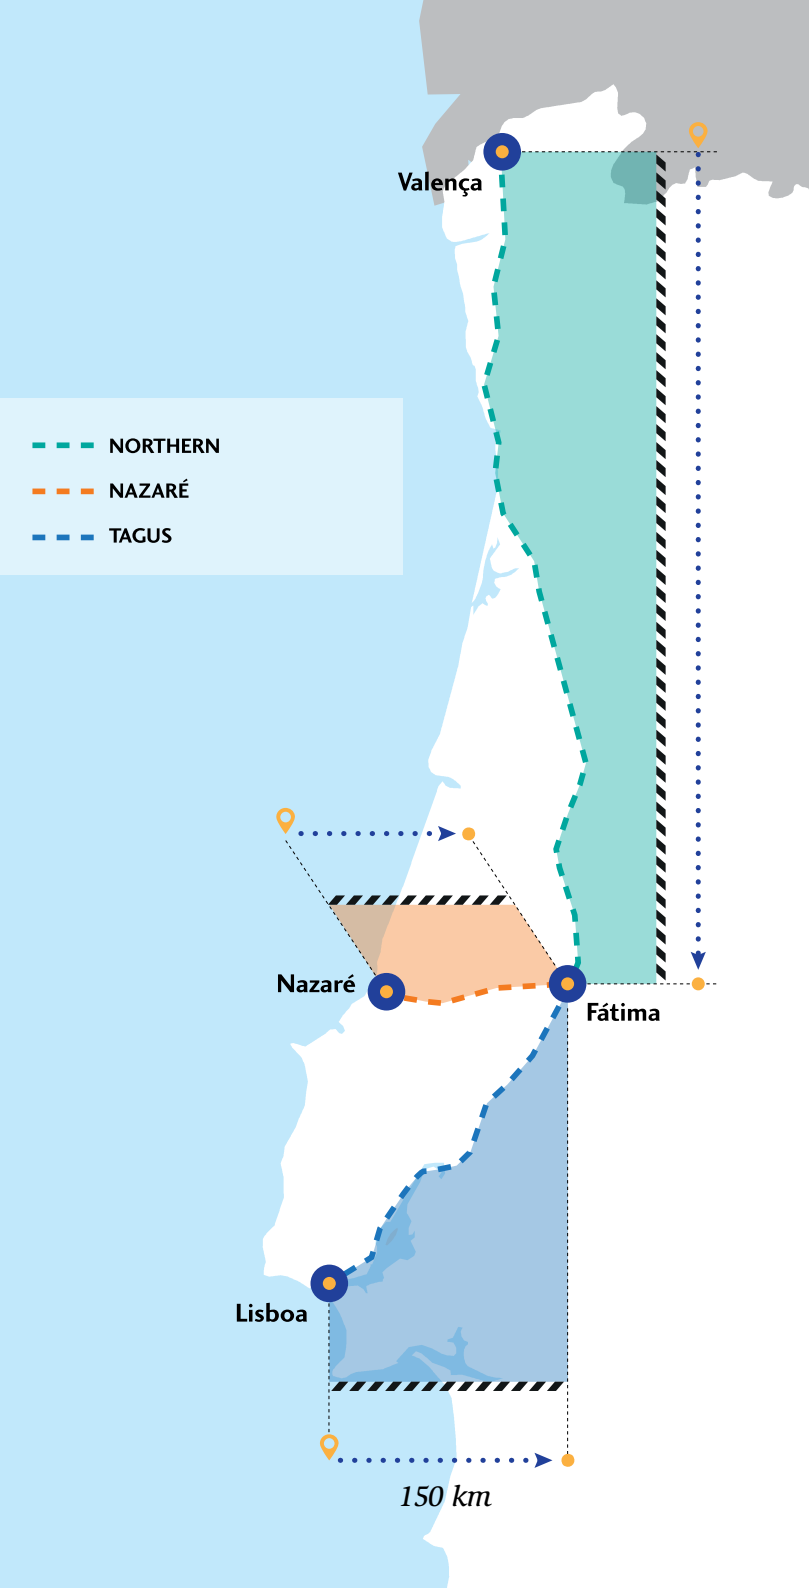 Valença
NORTHERN
NAZARÉ
TAGUS
Nazaré
Fátima
Lisboa
150 km